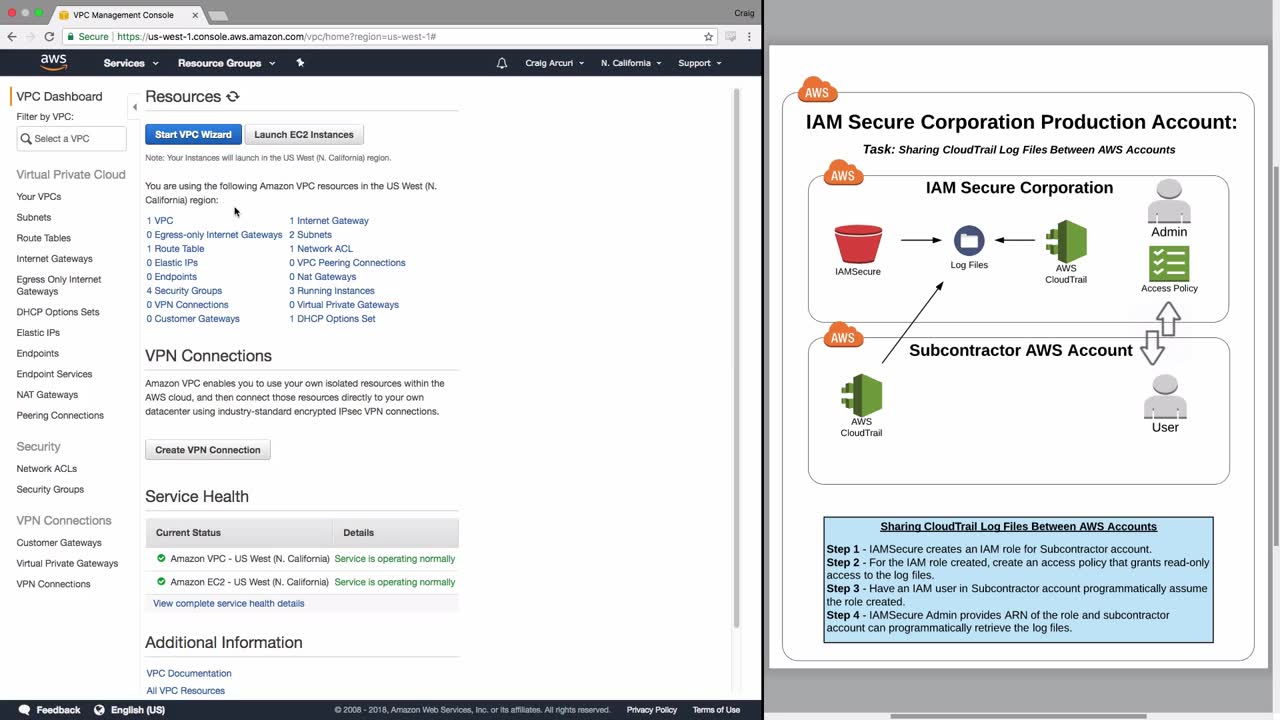 VPC Management Console
Craig
Secure
https://us-west-1.console.aws.amazon.com/vpc/home?region=us-west-1#
aws
Services
Resource Groups
Craig Arcuri
N. California
Support
VPC Dashboard
Filter by VPC:
Select a VPC
Virtual Private Cloud
Your VPCs
Subnets
Route Tables
Internet Gateways
Egress Only Internet
Gateways
DHCP Options Sets
Elastic IPs
Endpoints
Endpoint Services
NAT Gateways
Peering Connections
Security
Network ACLs
Security Groups
VPN Connections
Customer Gateways
Virtual Private Gateways
VPN Connections
Resources
Start VPC Wizard
Launch EC2 Instances
Note: Your Instances will launch in the US West (N. California) region.
You are using the following Amazon VPC resources in the US West (N.
California) region:
1 VPC
1 Internet Gateway
0 Egress-only Internet Gateways
2 Subnets
1 Route Table
1 Network ACL
0 Elastic IPs
0 VPC Peering Connections
0 Endpoints
0 Nat Gateways
4 Security Groups
3 Running Instances
0 VPN Connections
0 Virtual Private Gateways
0 Customer Gateways
1 DHCP Options Set
VPN Connections
Amazon VPC enables you to use your own isolated resources within the
AWS cloud, and then connect those resources directly to your own
datacenter using industry-standard encrypted IPsec VPN connections.
Create VPN Connection
Service Health
Current Status
Details
Amazon VPC - US West (N. California)
Service is operating normally
Amazon EC2 - US West (N. California)
Service is operating normally
View complete service health details
Additional Information
VPC Documentation
All VPC Resources
Feedback
English (US)
© 2008 - 2018, Amazon Web Services, Inc. or its affiliates. All rights reserved.
Privacy Policy
Terms of Use
AWS
IAM Secure Corporation Production Account:
Task: Sharing CloudTrail Log Files Between AWS Accounts
AWS
IAM Secure Corporation
IAMSecure
Log Files
AWS
CloudTrail
Admin
Access Policy
AWS
Subcontractor AWS Account
AWS
CloudTrail
User
Sharing CloudTrail Log Files Between AWS Accounts
Step 1 - IAMSecure creates an IAM role for Subcontractor account.
Step 2 - For the IAM role created, create an access policy that grants read-only
access to the log files.
Step 3 - Have an IAM user in Subcontractor account programmatically assume
the role created.
Step 4 - IAMSecure Admin provides ARN of the role and subcontractor
account can programmatically retrieve the log files.